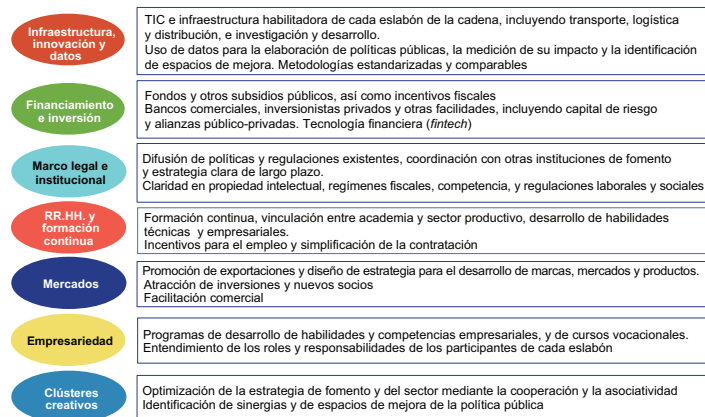 Infraestructura,
innovación y
datos
TIC e infraestructura habilitadora de cada eslabón de la cadena, incluyendo transporte, logística
y distribución, e investigación y desarrollo.
Uso de datos para la elaboración de políticas públicas, la medición de su impacto y la identificación
de espacios de mejora. Metodologías estandarizadas y comparables
Financiamiento
e inversión
Fondos y otros subsidios públicos, así como incentivos fiscales
Bancos comerciales, inversionistas privados y otras facilidades, incluyendo capital de riesgo
y alianzas público-privadas. Tecnología financiera (fintech)
Marco legal e
institucional
Difusión de políticas y regulaciones existentes, coordinación con otras instituciones de fomento
y estrategia clara de largo plazo.
Claridad en propiedad intelectual, regímenes fiscales, competencia, y regulaciones laborales y sociales
RR.HH. y
formación
continua
Formación continua, vinculación entre academia y sector productivo, desarrollo de habilidades
técnicas y empresariales.
Incentivos para el empleo y simplificación de la contratación
Mercados
Promoción de exportaciones y diseño de estrategia para el desarrollo de marcas, mercados y productos.
Atracción de inversiones y nuevos socios
Facilitación comercial
Empresariedad
Programas de desarrollo de habilidades y competencias empresariales, y de cursos vocacionales.
Entendimiento de los roles y responsabilidades de los participantes de cada eslabón
Clústeres
creativos
Optimización de la estrategia de fomento y del sector mediante la cooperación y la asociatividad
Identificación de sinergias y de espacios de mejora de la política pública